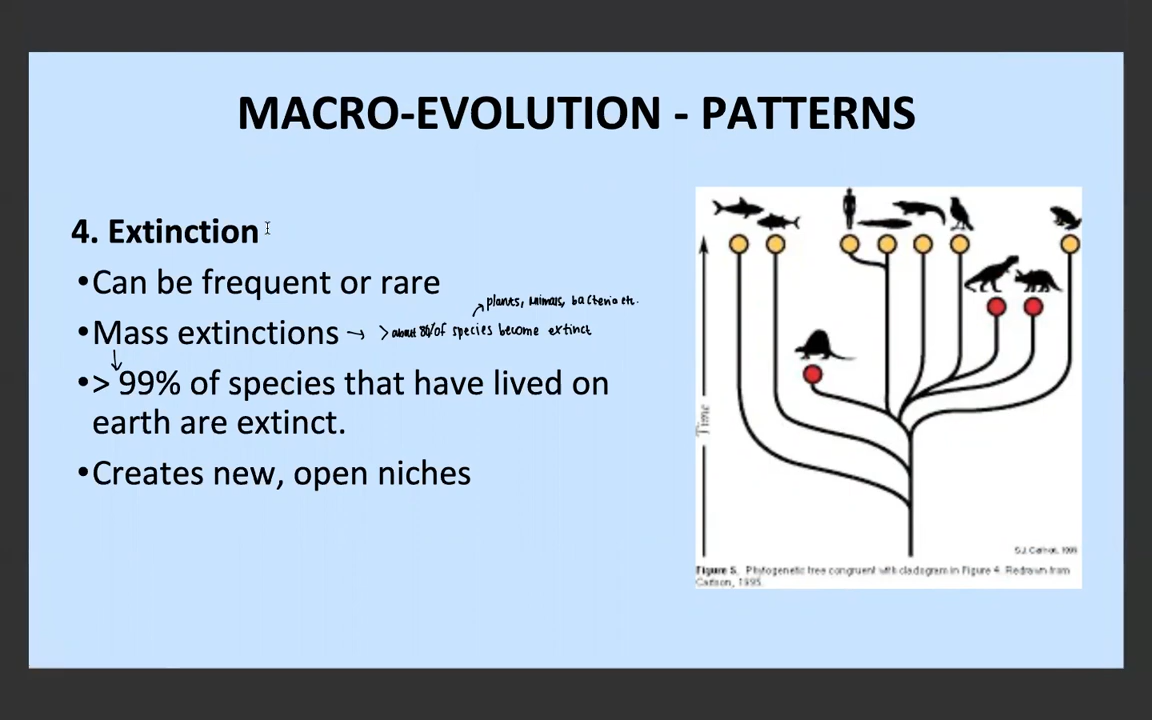 MACRO-EVOLUTION - PATTERNS
4. Extinction
•Can be frequent or rare
plants, animals, bacteria etc.
•Mass extinctions → > about 80% of species become extinct
•> 99% of species that have lived on
earth are extinct.
•Creates new, open niches
Time
S.J. Carlson, 1999
Figure 5. Phylogenetic tree congruent with cladogram in Figure 4. Redrawn from
Carlson, 1995.